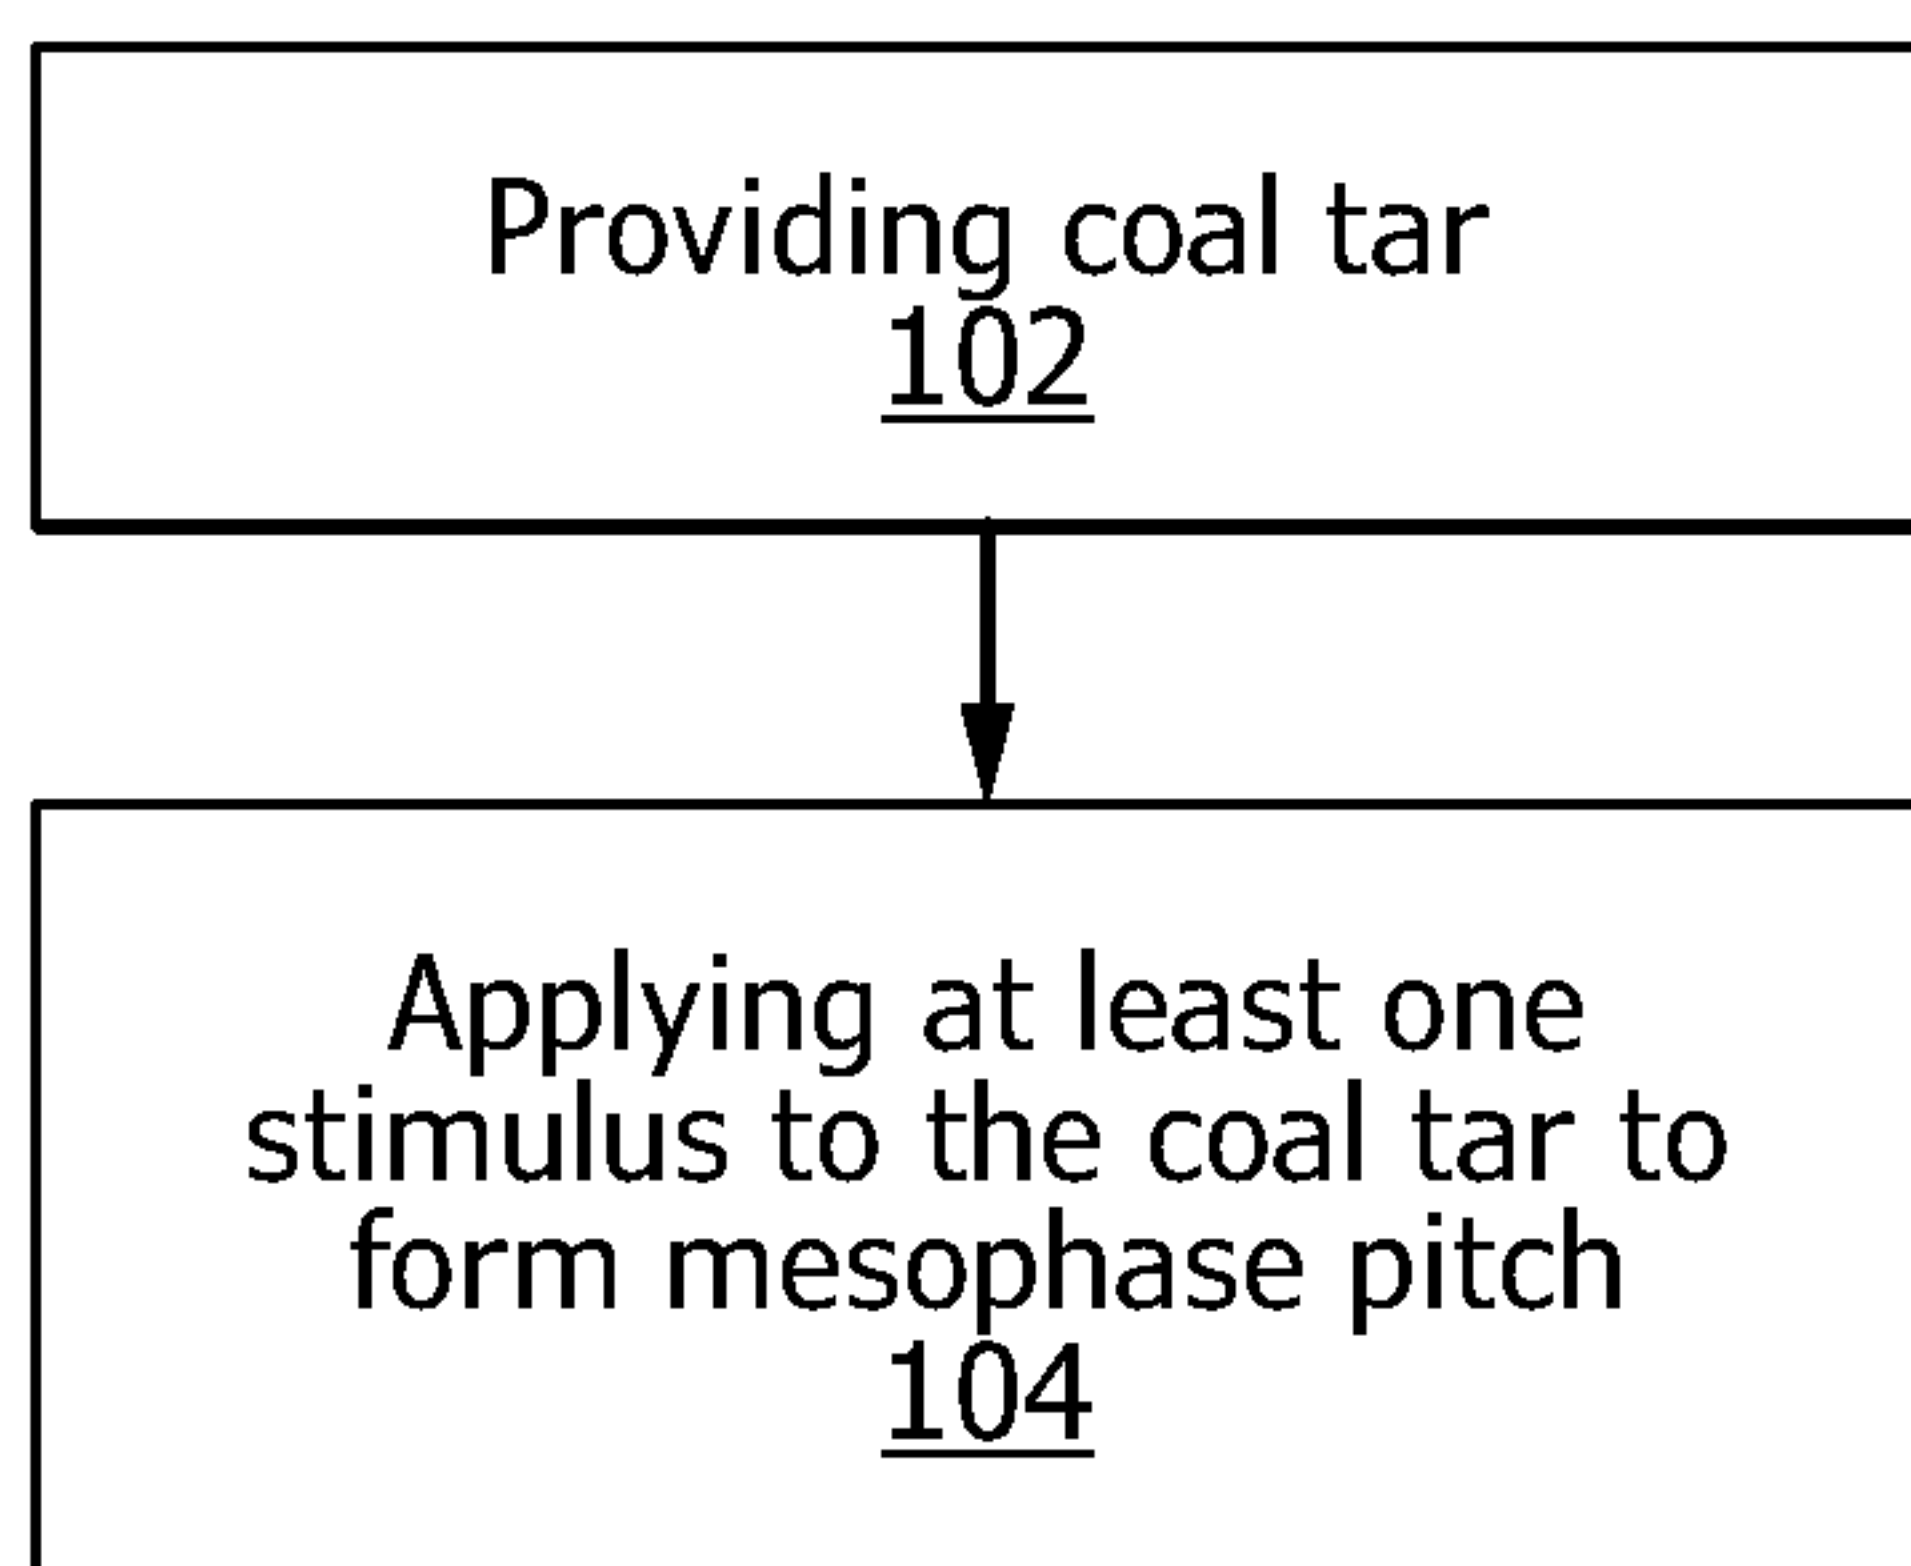 Providing coal tar
102
Applying at least one
stimulus to the coal tar to
form mesophase pitch
104